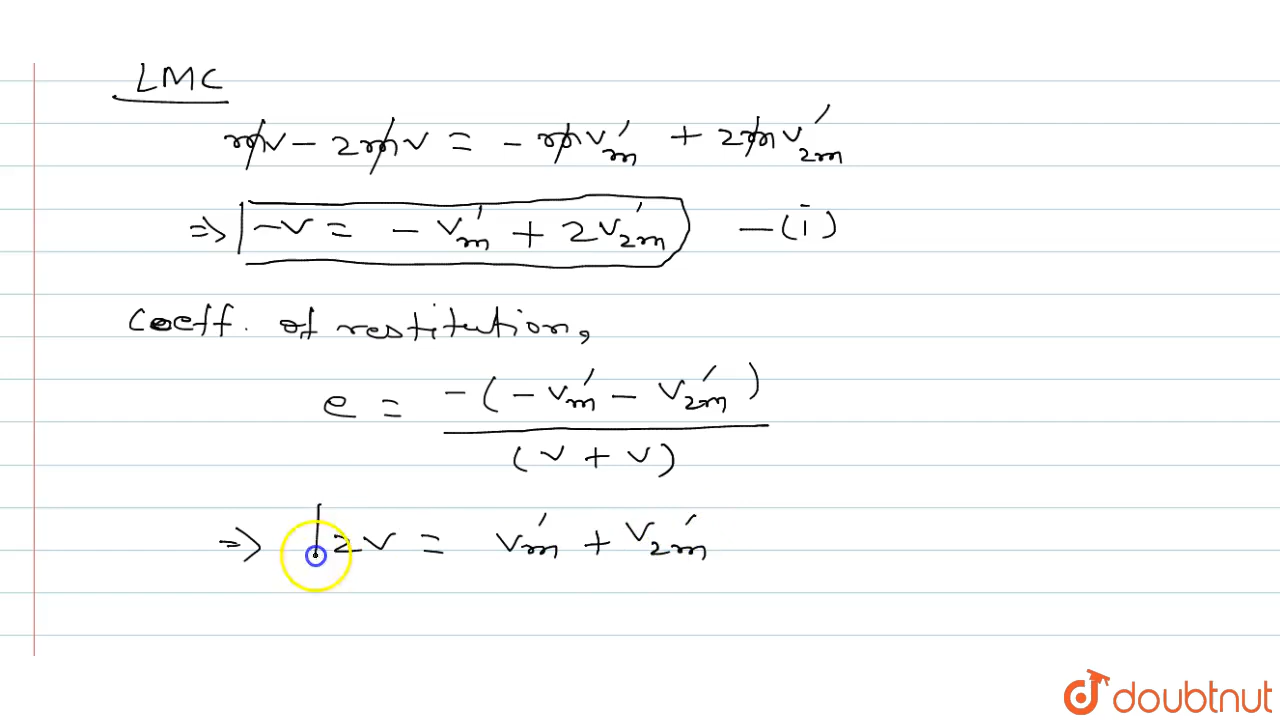 LMC
mv - 2mv = - mv'm + 2mv'2m
⇒ -v = - v'm + 2v'2m - (i)
Coeff. of restitution,
e = -(-v'm - v'2m) / (v + v)
⇒ 2v = v'm + v'2m
doubtnut